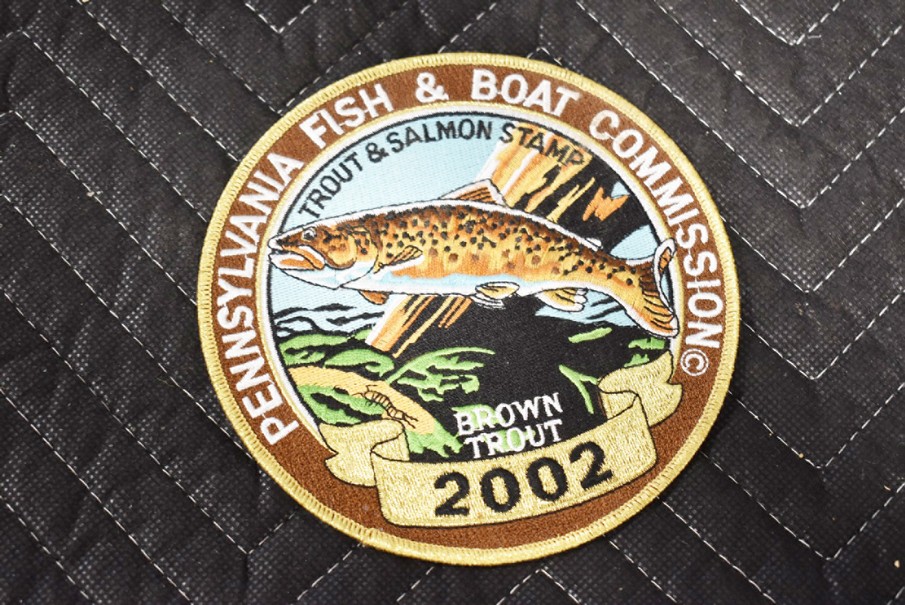 PENNSYLVANIA FISH & BOAT COMMISSION©
TROUT & SALMON STAMP
BROWN
TROUT
2002